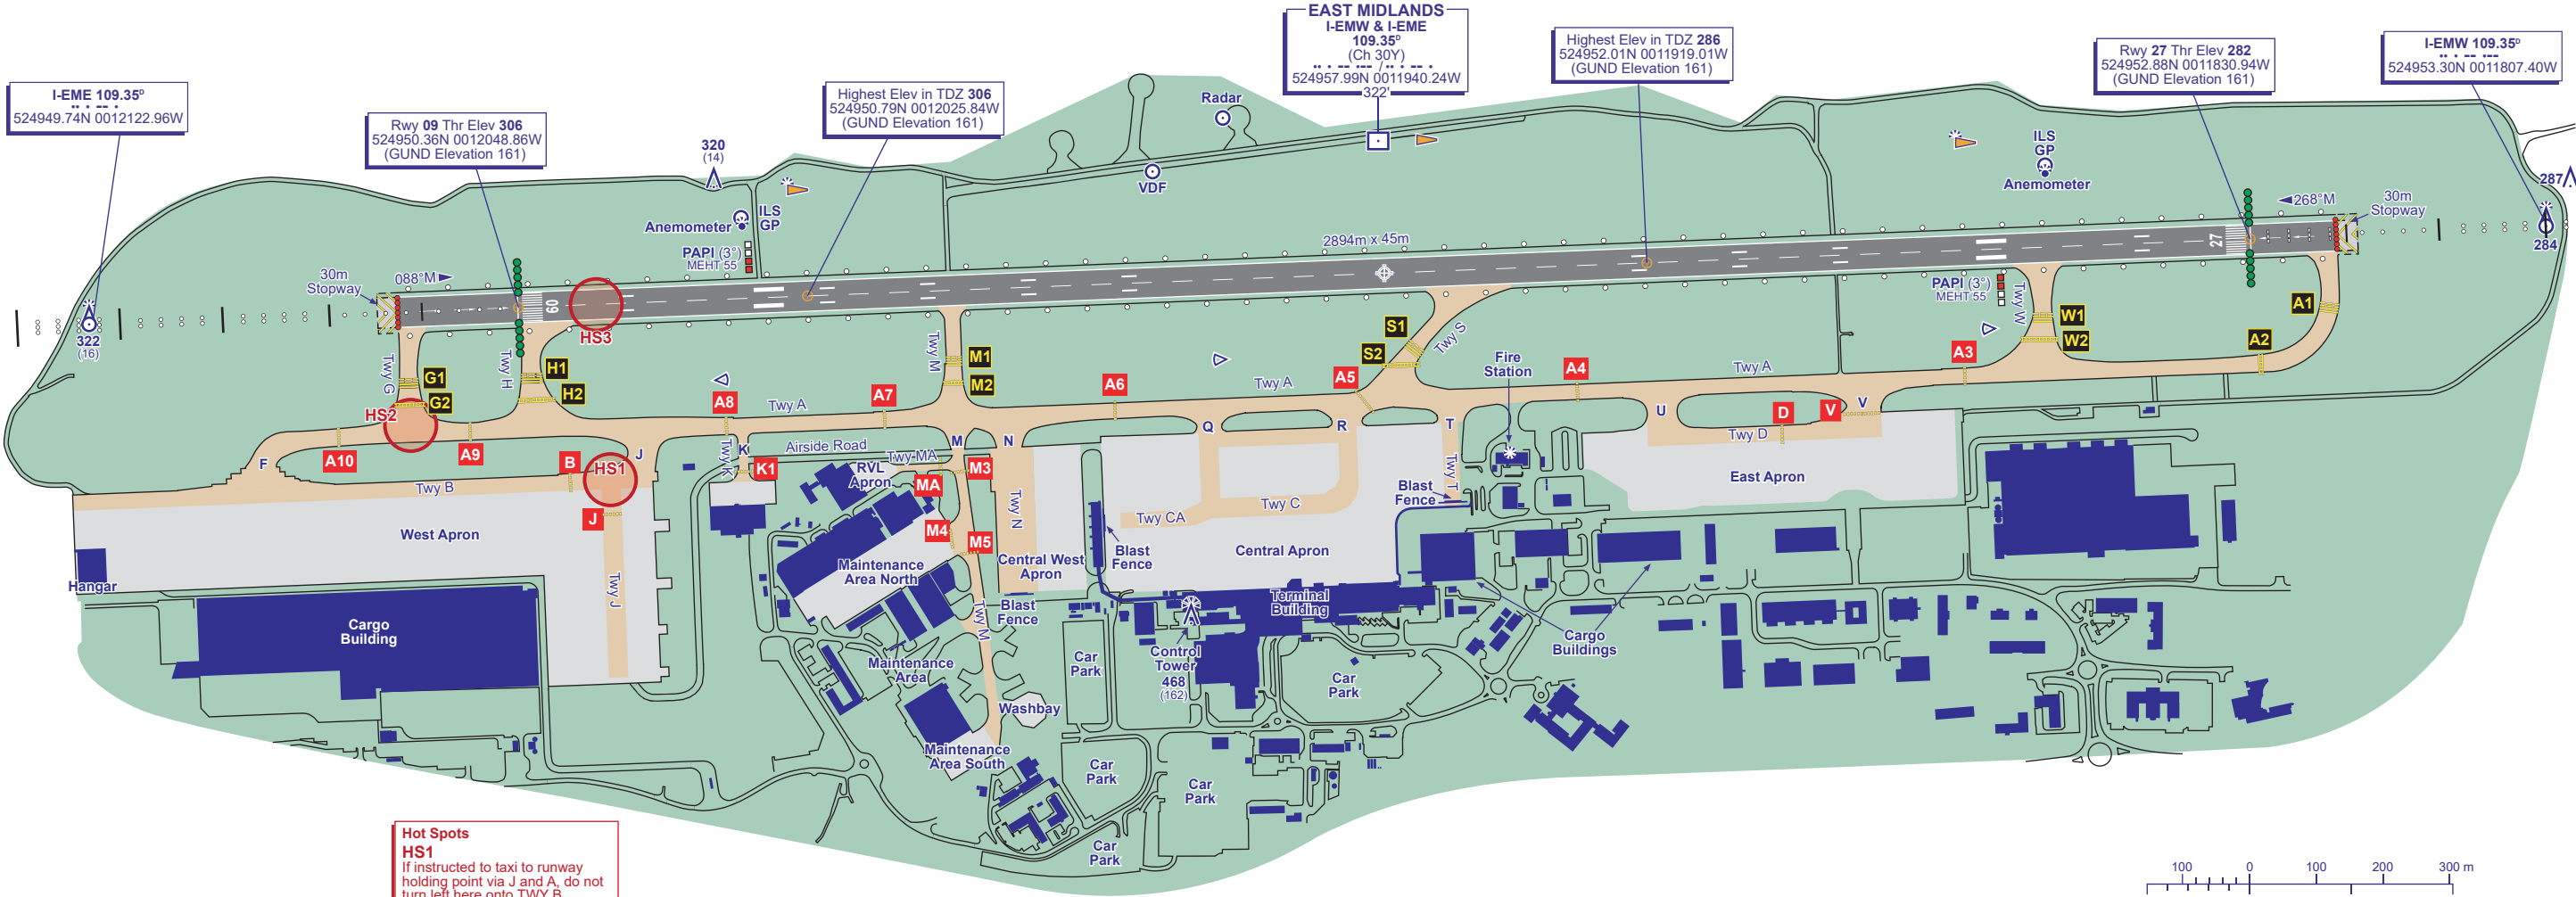 EAST MIDLANDS
I-EMW & I-EME
109.35ᴰ
(Ch 30Y)
524957.99N 0011940.24W
322'
Highest Elev in TDZ 286
524952.01N 0011919.01W
(GUND Elevation 161)
Rwy 27 Thr Elev 282
524952.88N 0011830.94W
(GUND Elevation 161)
I-EMW 109.35ᴰ
524953.30N 0011807.40W
I-EME 109.35ᴰ
524949.74N 0012122.96W
Rwy 09 Thr Elev 306
524950.36N 0012048.86W
(GUND Elevation 161)
Highest Elev in TDZ 306
524950.79N 0012025.84W
(GUND Elevation 161)
320
(14)
Radar
VDF
ILS
GP
Anemometer
287
Anemometer
ILS
GP
PAPI (3°)
MEHT 55
2894m x 45m
268°M
30m
Stopway
27
284
30m
Stopway
088°M
09
HS3
322
(16)
PAPI (3°)
MEHT 55
Twy W
W1
W2
A1
A2
A3
Twy G
G1
G2
HS2
Twy H
H1
H2
Twy M
M1
M2
S1
S2
Twy S
Fire
Station
A4
Twy A
A5
Twy A
A6
A7
Twy A
A8
A9
A10
F
B
HS1
J
Twy B
J
Twy J
West Apron
Hangar
Cargo
Building
Twy K
K
K1
Airside Road
RVL
Apron
Twy MA
MA
M
M3
N
M4
M5
Twy N
Twy M
Maintenance
Area North
Maintenance
Area
Maintenance
Area South
Washbay
Central West
Apron
Blast
Fence
Blast
Fence
Q
R
T
Twy T
Twy CA
Twy C
Central Apron
Blast
Fence
U
D
V
V
Twy D
East Apron
Terminal
Building
Control
Tower
468
(162)
Cargo
Buildings
Car
Park
Car
Park
Car
Park
Car
Park
Car
Park
Hot Spots
HS1
If instructed to taxi to runway
holding point via J and A, do not
turn left here onto TWY B
100 0 100 200 300 m